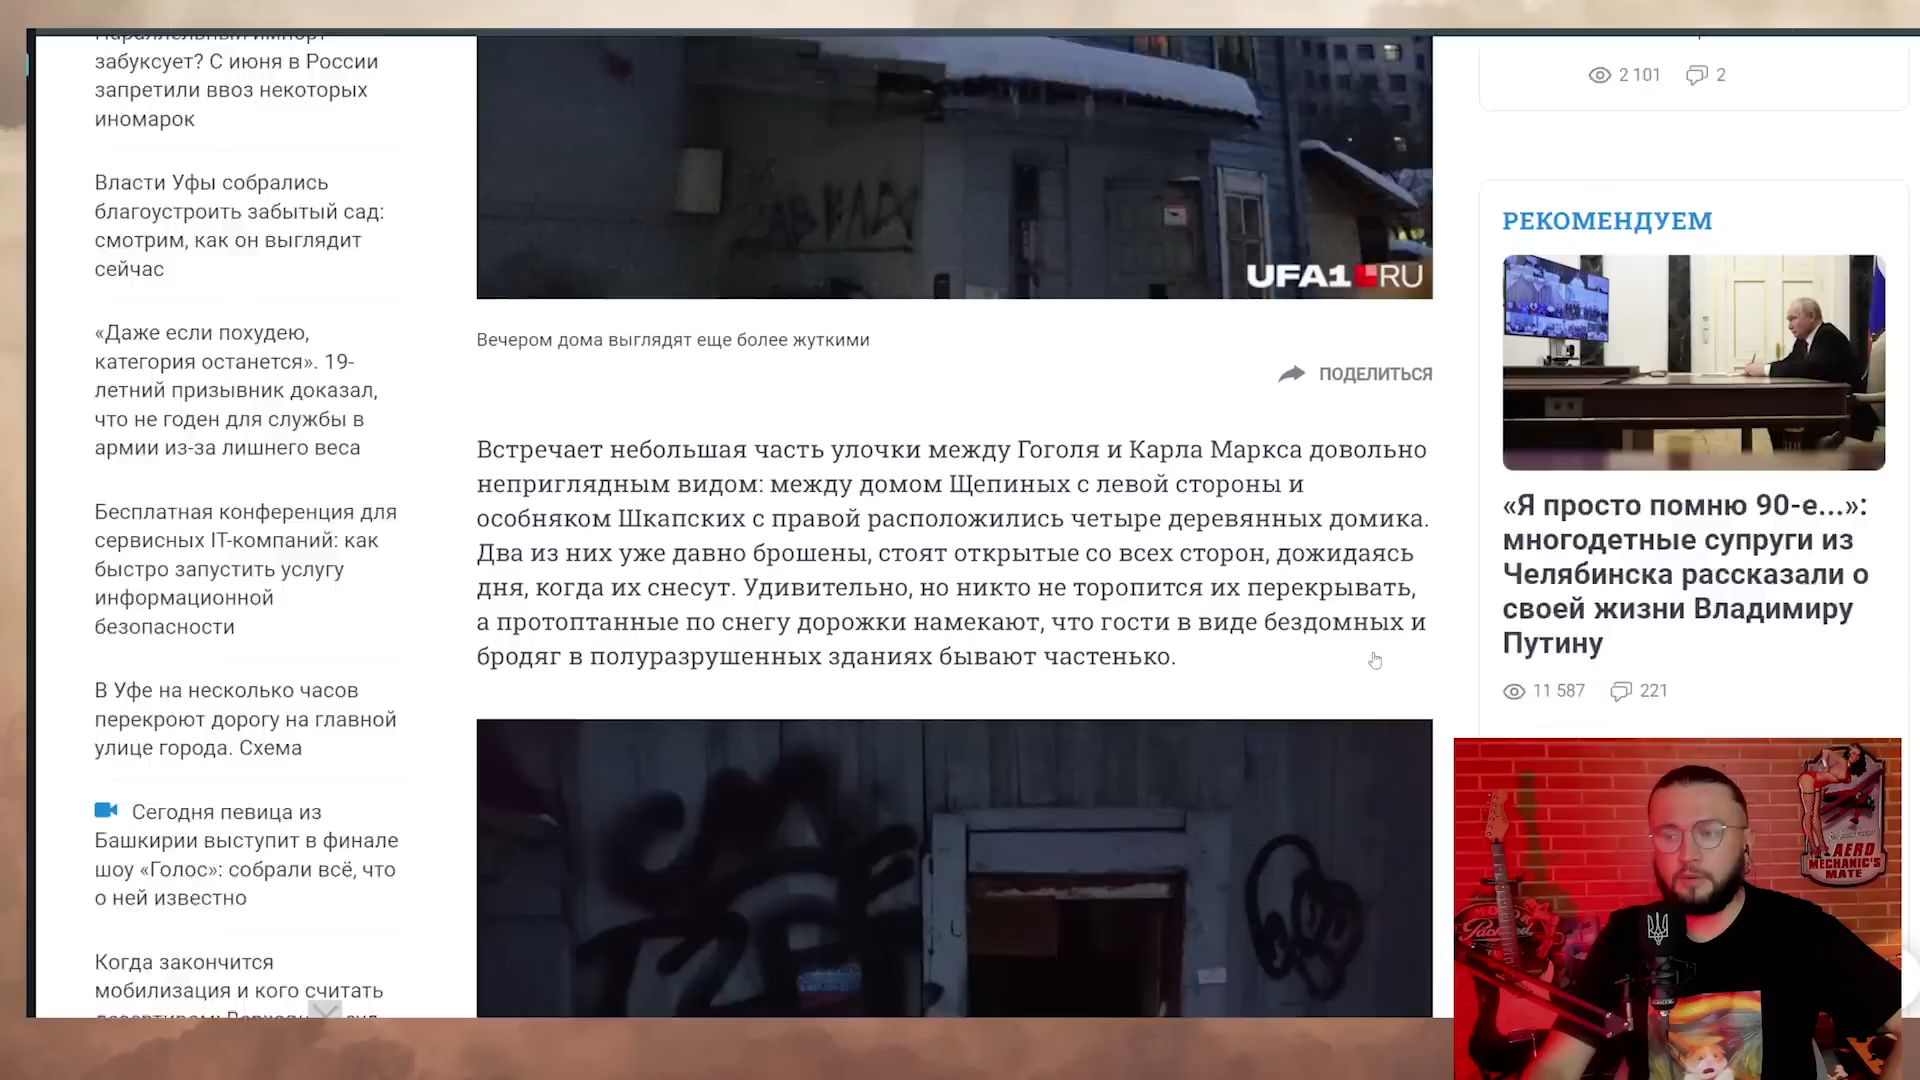 забуксует? С июня в России
запретили ввоз некоторых
иномарок
Власти Уфы собрались
благоустроить забытый сад:
смотрим, как он выглядит
сейчас
«Даже если похудею,
категория останется». 19-
летний призывник доказал,
что не годен для службы в
армии из-за лишнего веса
Бесплатная конференция для
сервисных IT-компаний: как
быстро запустить услугу
информационной
безопасности
В Уфе на несколько часов
перекроют дорогу на главной
улице города. Схема
Сегодня певица из
Башкирии выступит в финале
шоу «Голос»: собрали всё, что
о ней известно
Когда закончится
мобилизация и кого считать
UFA1 RU
Вечером дома выглядят еще более жуткими
ПОДЕЛИТЬСЯ
Встречает небольшая часть улочки между Гоголя и Карла Маркса довольно
неприглядным видом: между домом Щепиных с левой стороны и
особняком Шкапских с правой расположились четыре деревянных домика.
Два из них уже давно брошены, стоят открытые со всех сторон, дожидаясь
дня, когда их снесут. Удивительно, но никто не торопится их перекрывать,
а протоптанные по снегу дорожки намекают, что гости в виде бездомных и
бродяг в полуразрушенных зданиях бывают частенько.
2 101 2
РЕКОМЕНДУЕМ
«Я просто помню 90-е...»:
многодетные супруги из
Челябинска рассказали о
своей жизни Владимиру
Путину
11 587 221
AERO
MECHANIC'S
MATE